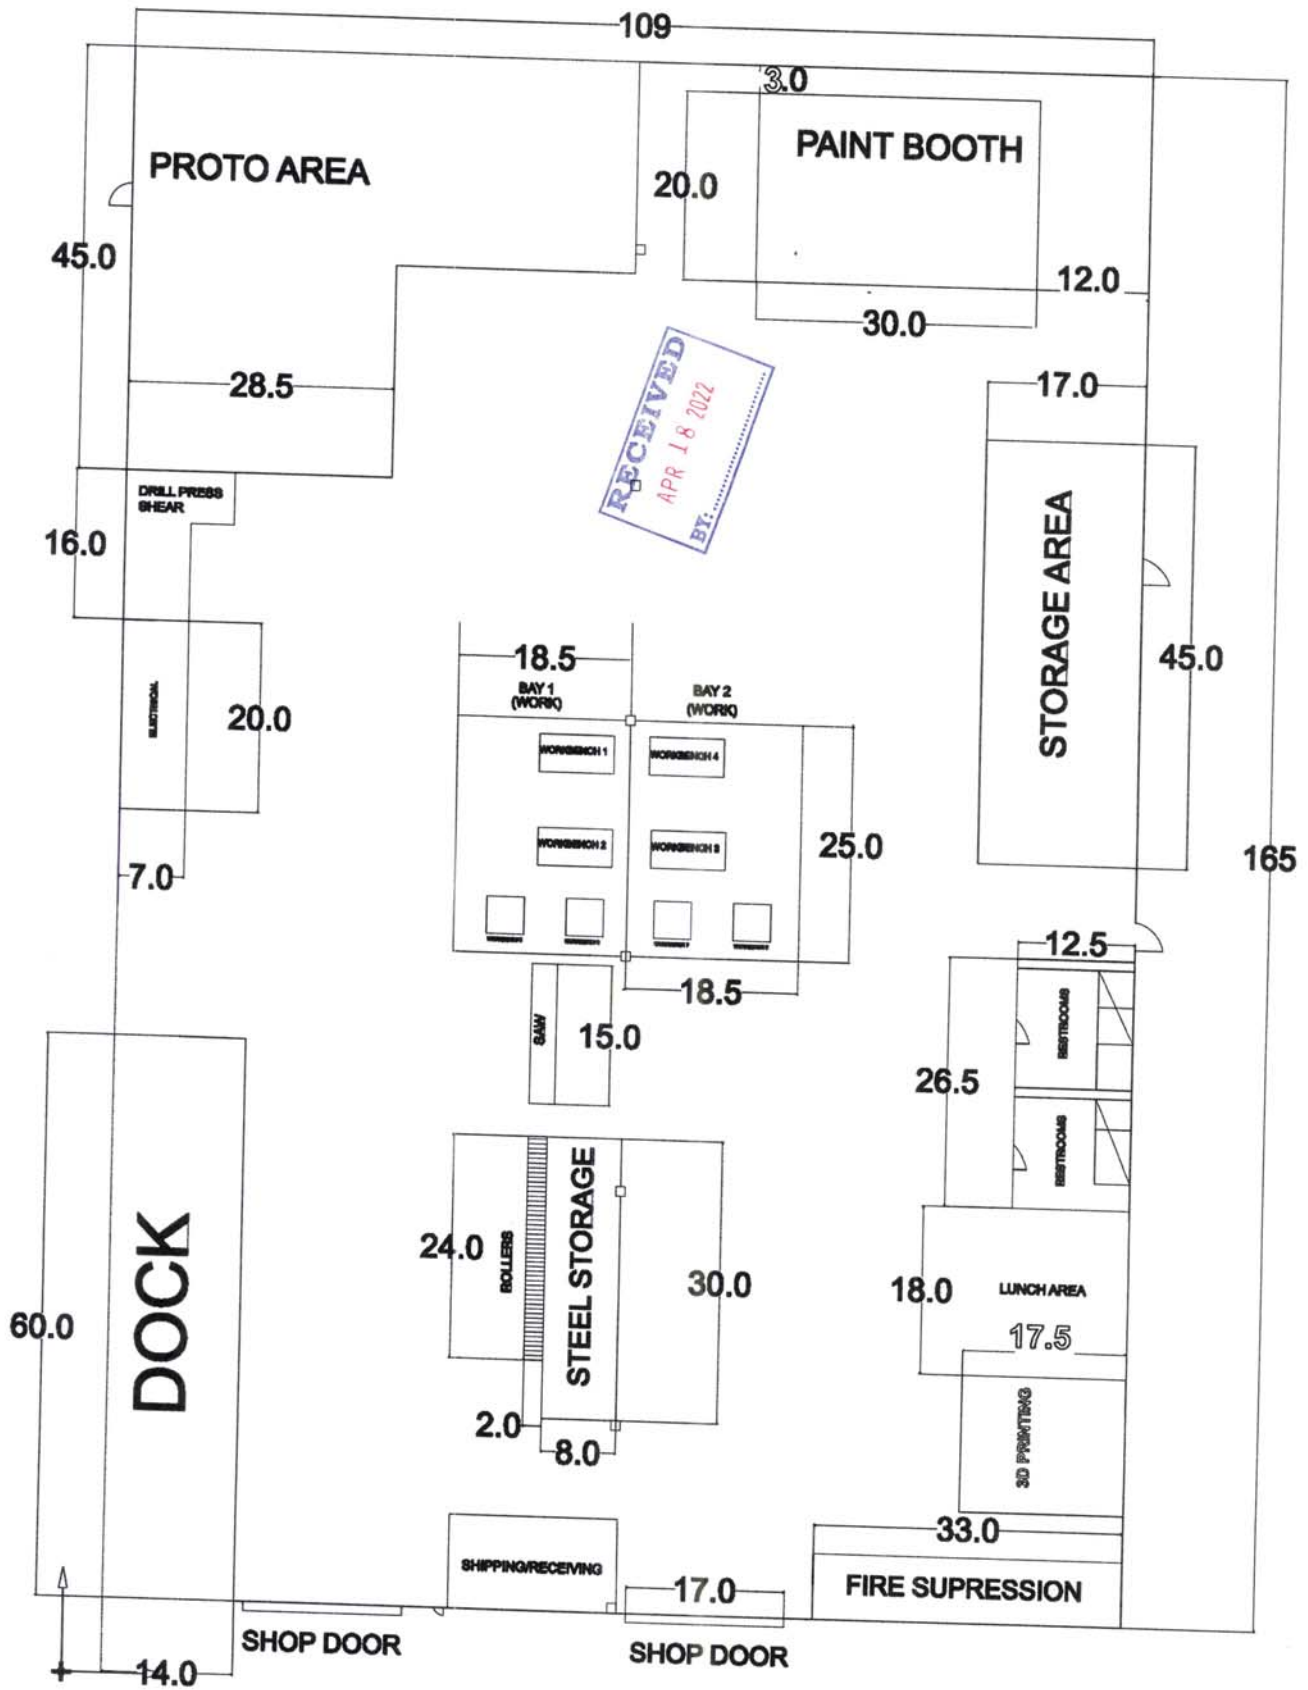 109
3.0
PROTO AREA
PAINT BOOTH
20.0
45.0
12.0
30.0
28.5
17.0
RECEIVED
APR 18 2022
BY:
DRILL PRESS
SHEAR
16.0
STORAGE AREA
45.0
18.5
BAY 1
(WORK)
BAY 2
(WORK)
ELECTRICAL
20.0
WORKBENCH 1
WORKBENCH 4
WORKBENCH 2
WORKBENCH 3
25.0
165
7.0
12.5
18.5
SAW
15.0
RESTROOMS
26.5
RESTROOMS
DOCK
24.0
ROLLERS
STEEL STORAGE
30.0
18.0
LUNCH AREA
17.5
60.0
3D PRINTING
2.0
8.0
33.0
SHIPPING/RECEIVING
17.0
FIRE SUPRESSION
SHOP DOOR
SHOP DOOR
14.0